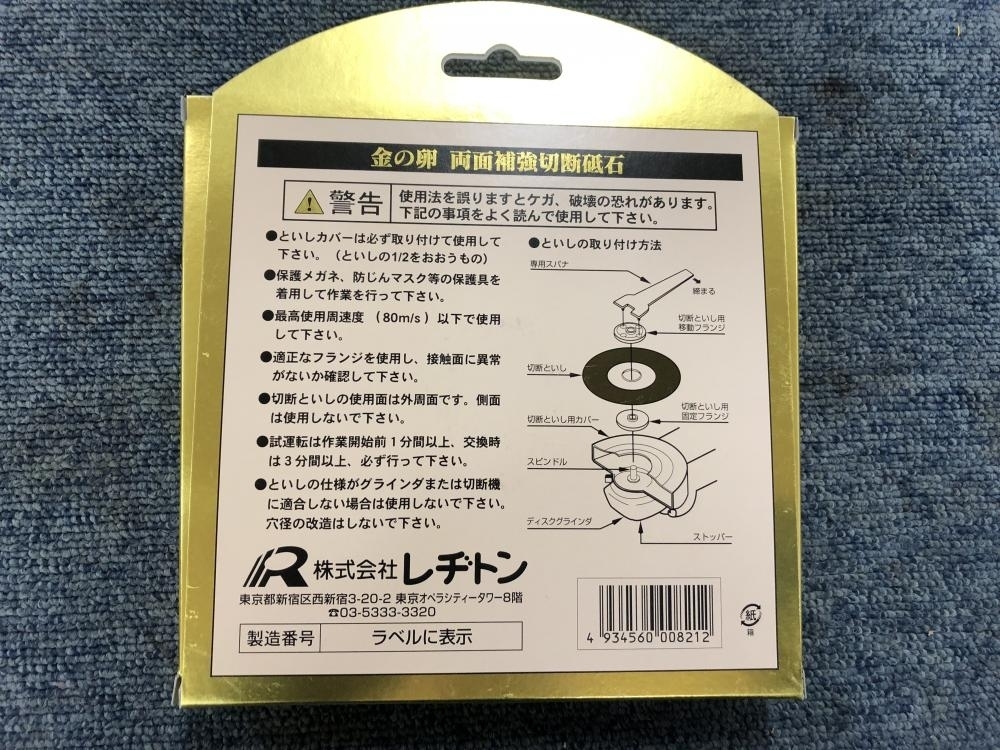 金の卵 両面補強切断砥石
警告
使用法を誤りますとケガ、破壊の恐れがあります。
下記の事項をよく読んで使用して下さい。
●といしカバーは必ず取り付けて使用して
下さい。（といしの1/2をおおうもの）
●保護メガネ、防じんマスク等の保護具を
着用して作業を行って下さい。
●最高使用周速度 （80m/s）以下で使用
して下さい。
●適正なフランジを使用し、接触面に異常
がないか確認して下さい。
●切断といしの使用面は外周面です。側面
は使用しないで下さい。
●試運転は作業開始前1分間以上、交換時
は3分間以上、必ず行って下さい。
●といしの仕様がグラインダまたは切断機
に適合しない場合は使用しないで下さい。
穴径の改造はしないで下さい。
●といしの取り付け方法
専用スパナ
締まる
切断といし用
移動フランジ
切断といし
切断といし用
固定フランジ
切断といし用カバー
スピンドル
ディスクグラインダ
ストッパー
R 株式会社レヂトン
東京都新宿区西新宿3-20-2 東京オペラシティータワー8階
☎03-5333-3320
製造番号 ラベルに表示
4 934560 008212
紙
箱